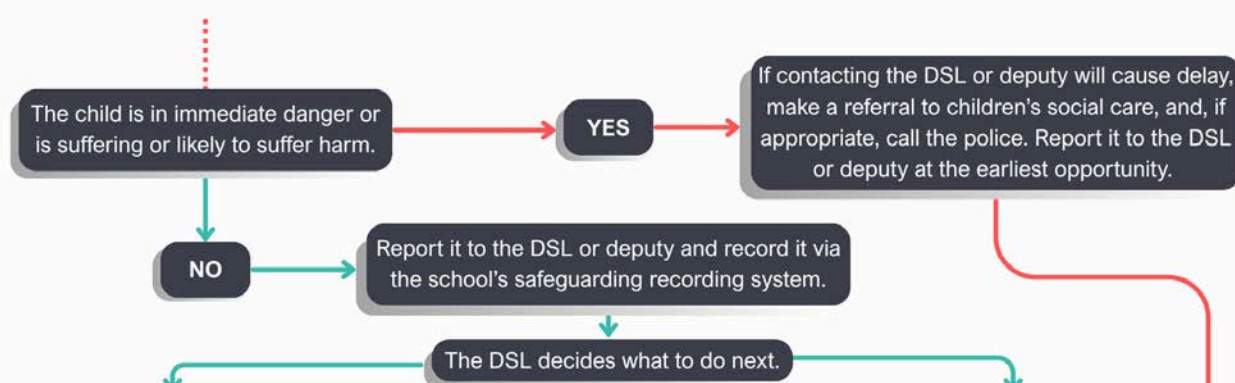 The child is in immediate danger or
is suffering or likely to suffer harm.
YES
If contacting the DSL or deputy will cause delay,
make a referral to children’s social care, and, if
appropriate, call the police. Report it to the DSL
or deputy at the earliest opportunity.
NO
Report it to the DSL or deputy and record it via
the school’s safeguarding recording system.
The DSL decides what to do next.